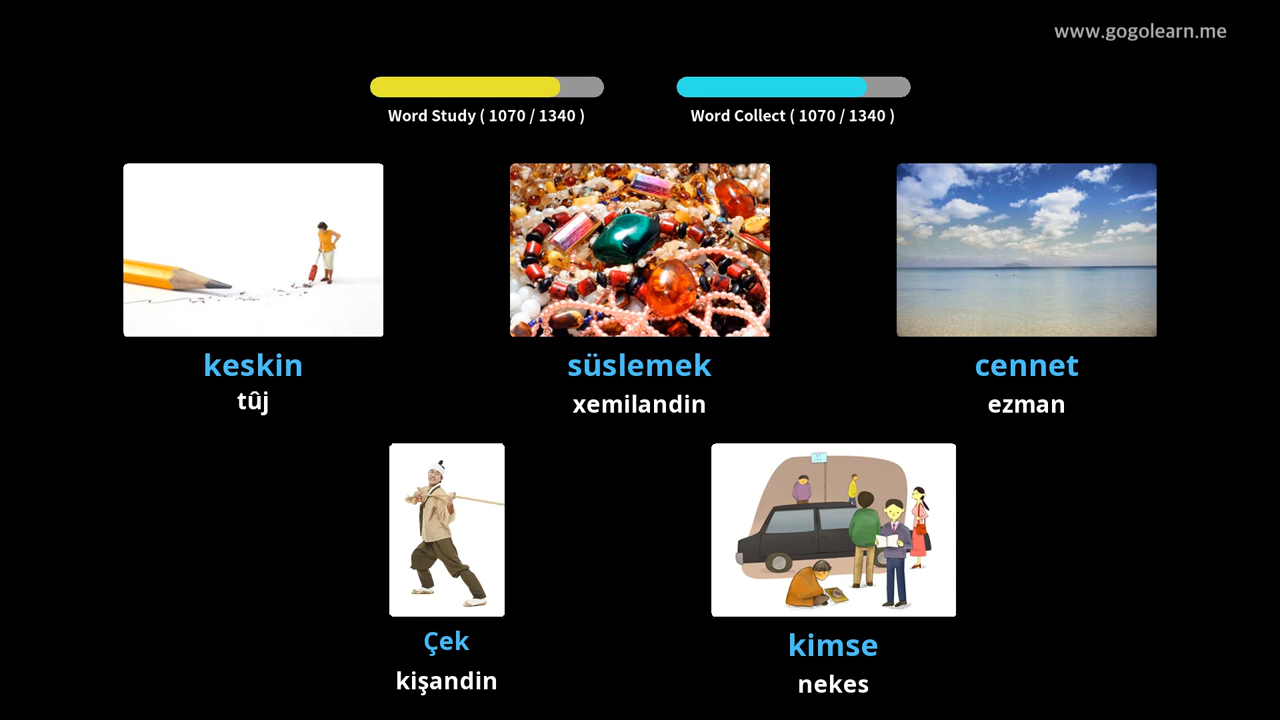 www.gogolearn.me
Word Study ( 1070 / 1340 )
Word Collect ( 1070 / 1340 )
keskin
tûj
süslemek
xemilandin
cennet
ezman
Çek
kişandin
kimse
nekes